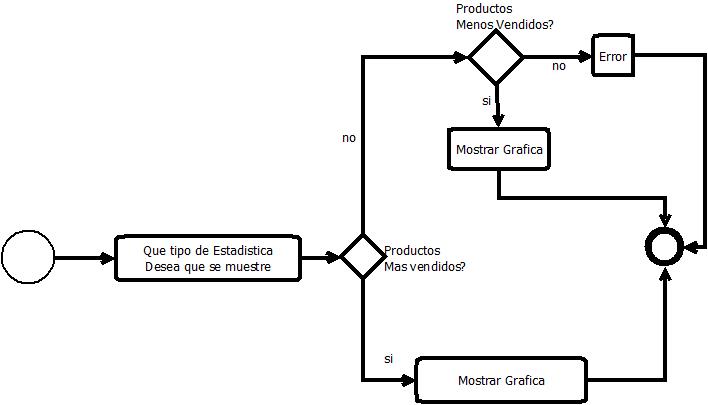 Productos
Menos Vendidos?
no
Error
si
Mostrar Grafica
no
Que tipo de Estadistica
Desea que se muestre
Productos
Mas vendidos?
si
Mostrar Grafica